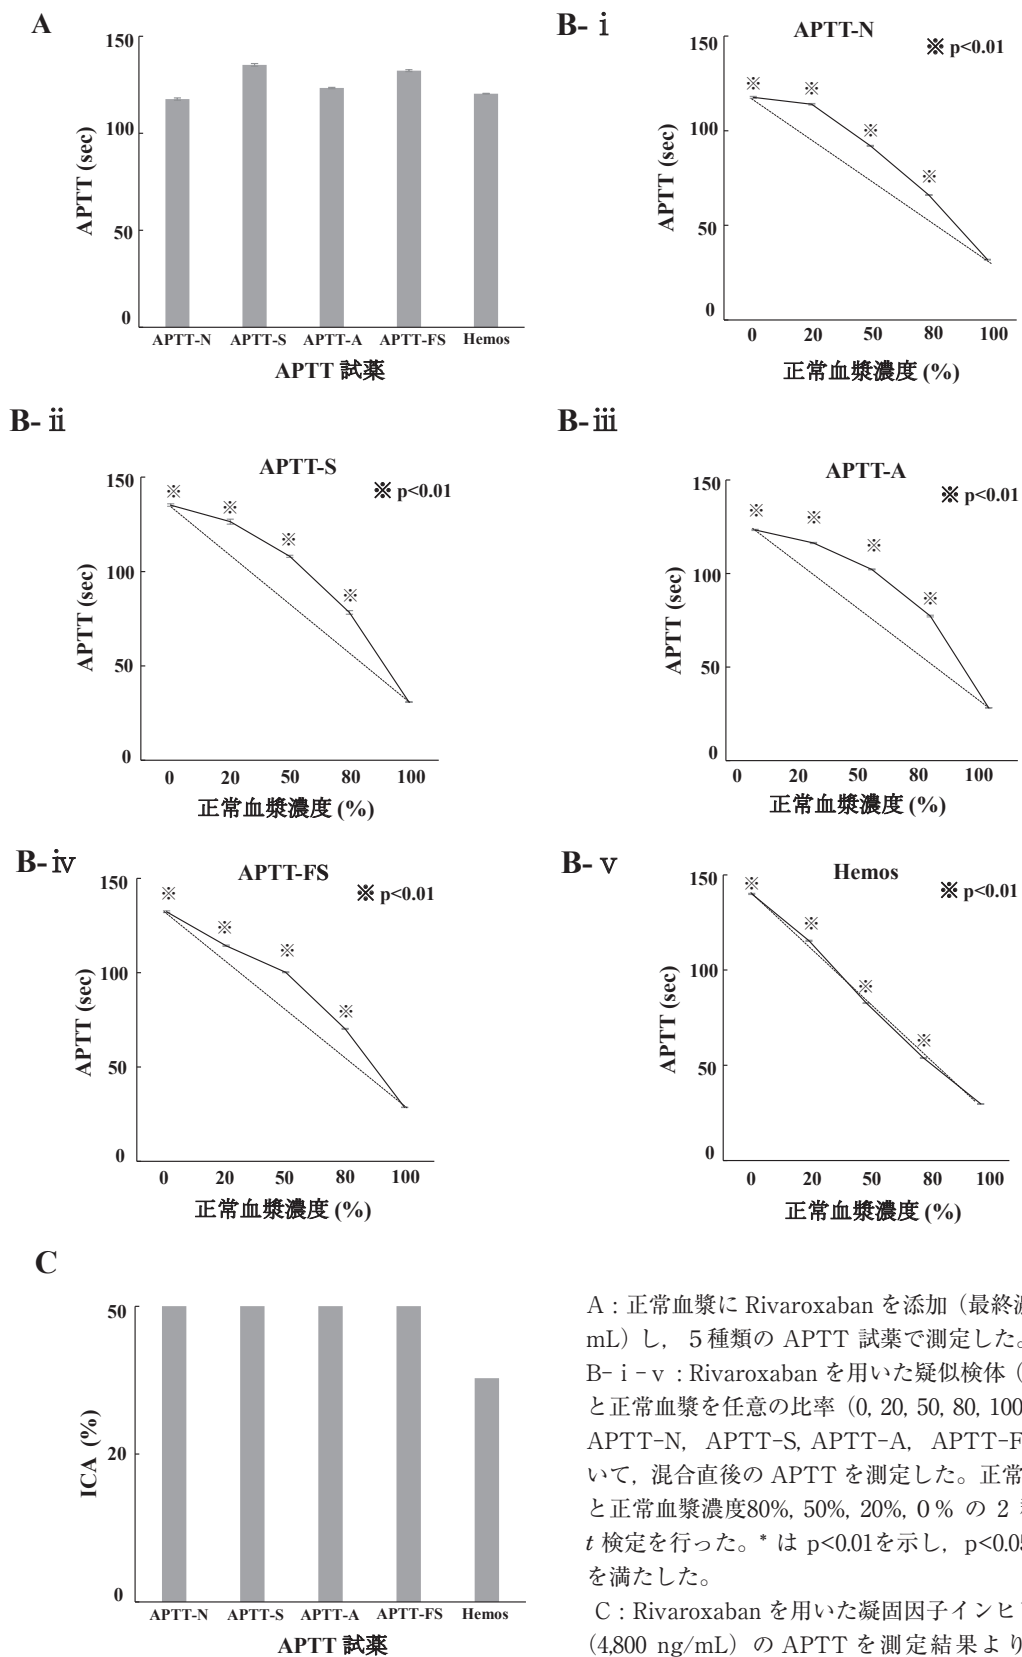 A
150
100
50
0
APTT (sec)
APTT-N APTT-S APTT-A APTT-FS Hemos
APTT 試薬
B- ⅰ
APTT-N
※ p<0.01
150
100
50
0
APTT (sec)
※ ※ ※ ※
0 20 50 80 100
正常血漿濃度 (%)
B- ⅱ
APTT-S
※ p<0.01
150
100
50
0
APTT (sec)
※ ※ ※ ※
0 20 50 80 100
正常血漿濃度 (%)
B- ⅲ
APTT-A
※ p<0.01
150
100
50
0
APTT (sec)
※ ※ ※ ※
0 20 50 80 100
正常血漿濃度 (%)
B- ⅳ
APTT-FS
※ p<0.01
150
100
50
0
APTT (sec)
※ ※ ※ ※
0 20 50 80 100
正常血漿濃度 (%)
B- ⅴ
Hemos
※ p<0.01
150
100
50
0
APTT (sec)
※ ※ ※ ※
0 20 50 80 100
正常血漿濃度 (%)
C
50
20
0
ICA (%)
APTT-N APTT-S APTT-A APTT-FS Hemos
APTT 試薬
A : 正常血漿に Rivaroxaban を添加（最終濃
mL）し， 5種類の APTT 試薬で測定した。
B-ⅰ-ⅴ : Rivaroxaban を用いた疑似検体（
と正常血漿を任意の比率（0, 20, 50, 80, 100
APTT-N， APTT-S, APTT-A， APTT-F
いて，混合直後の APTT を測定した。正常
と正常血漿濃度80%, 50%, 20%, 0 % の 2
t 検定を行った。* は p<0.01を示し， p<0.05
を満たした。
C : Rivaroxaban を用いた凝固因子インヒ
(4,800 ng/mL) の APTT を測定結果より